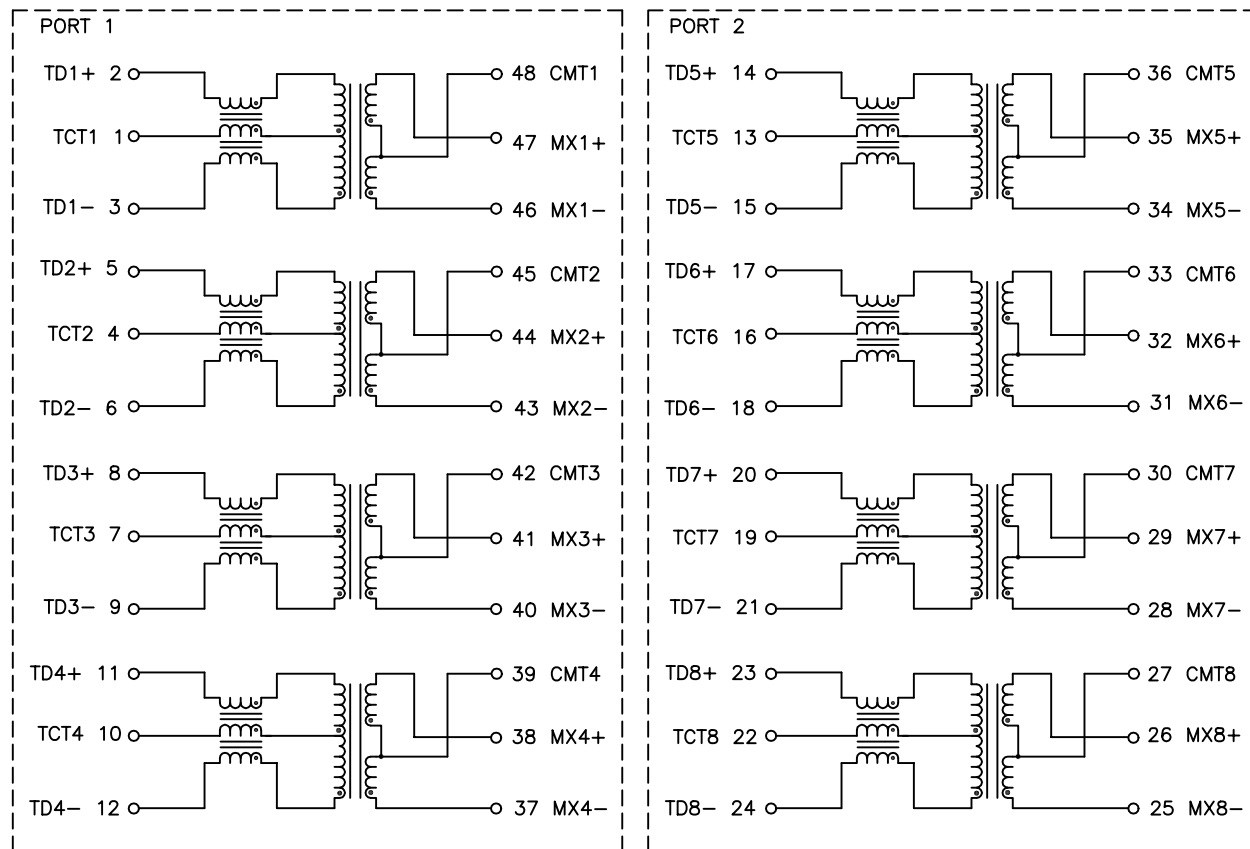 PORT 1
TD1+ 2
48 CMT1
TCT1 1
47 MX1+
TD1− 3
46 MX1−
TD2+ 5
45 CMT2
TCT2 4
44 MX2+
TD2− 6
43 MX2−
TD3+ 8
42 CMT3
TCT3 7
41 MX3+
TD3− 9
40 MX3−
TD4+ 11
39 CMT4
TCT4 10
38 MX4+
TD4− 12
37 MX4−
PORT 2
TD5+ 14
36 CMT5
TCT5 13
35 MX5+
TD5− 15
34 MX5−
TD6+ 17
33 CMT6
TCT6 16
32 MX6+
TD6− 18
31 MX6−
TD7+ 20
30 CMT7
TCT7 19
29 MX7+
TD7− 21
28 MX7−
TD8+ 23
27 CMT8
TCT8 22
26 MX8+
TD8− 24
25 MX8−